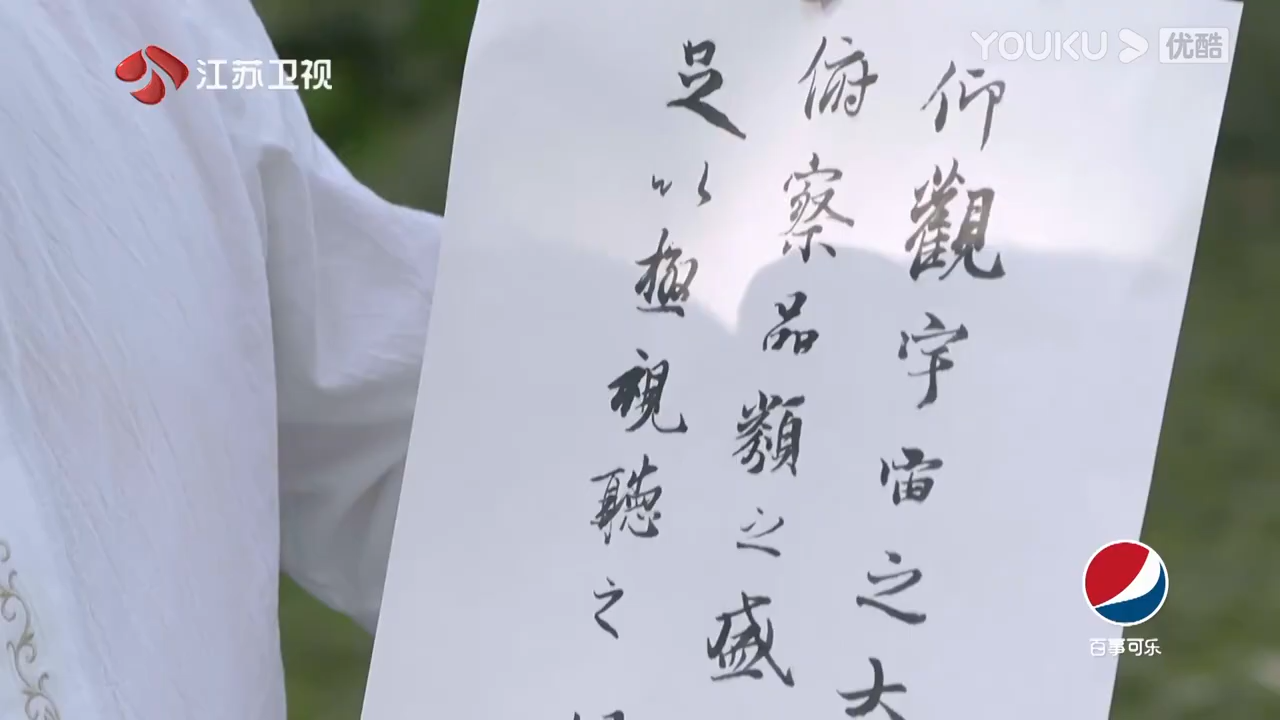 江苏卫视
YOUKU 优酷
仰觀宇宙之大
俯察品類之盛
足以極視聽之
百事可乐